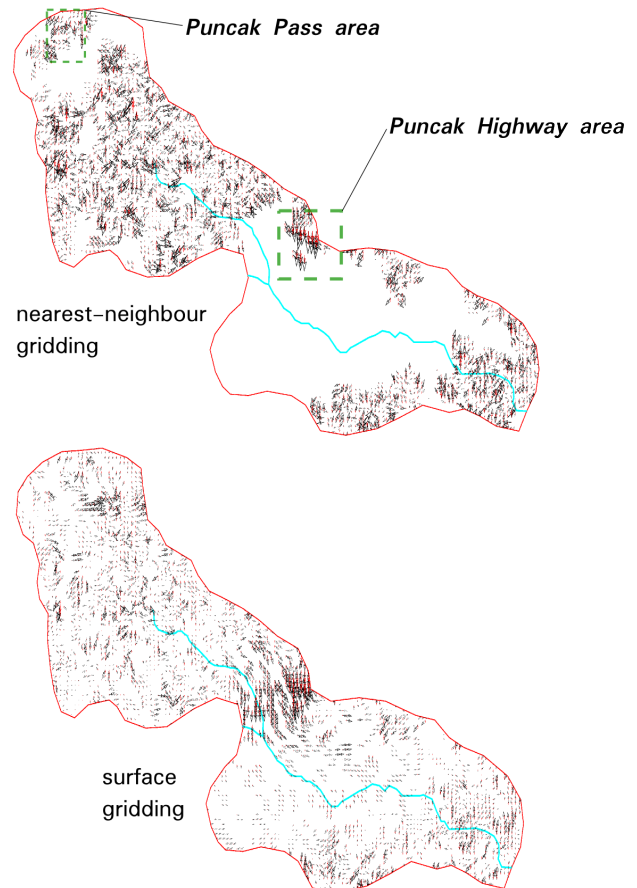 Puncak Pass area
Puncak Highway area
nearest–neighbour
gridding
surface
gridding